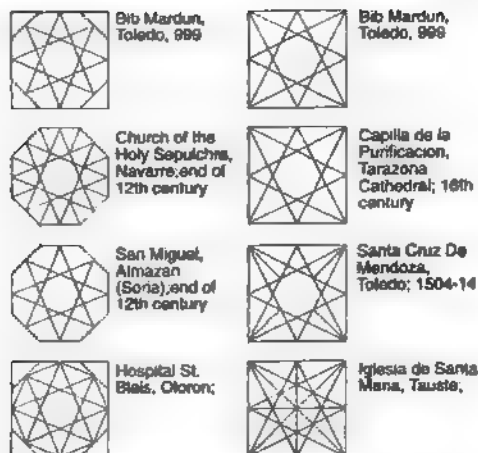 Bib Mardun,
Toledo, 999
Bib Mardun,
Toledo, 999
Church of the
Holy Sepulchre,
Navarre;end of
12th century
Capilla de la
Purificacion,
Tarazona
Cathedral; 16th
century
San Miguel,
Almazan
(Soria);end of
12th century
Santa Cruz De
Mendoza,
Toledo; 1504-14
Hospital St.
Blais, Oloron;
Iglesia de Santa
Maria, Tauste;